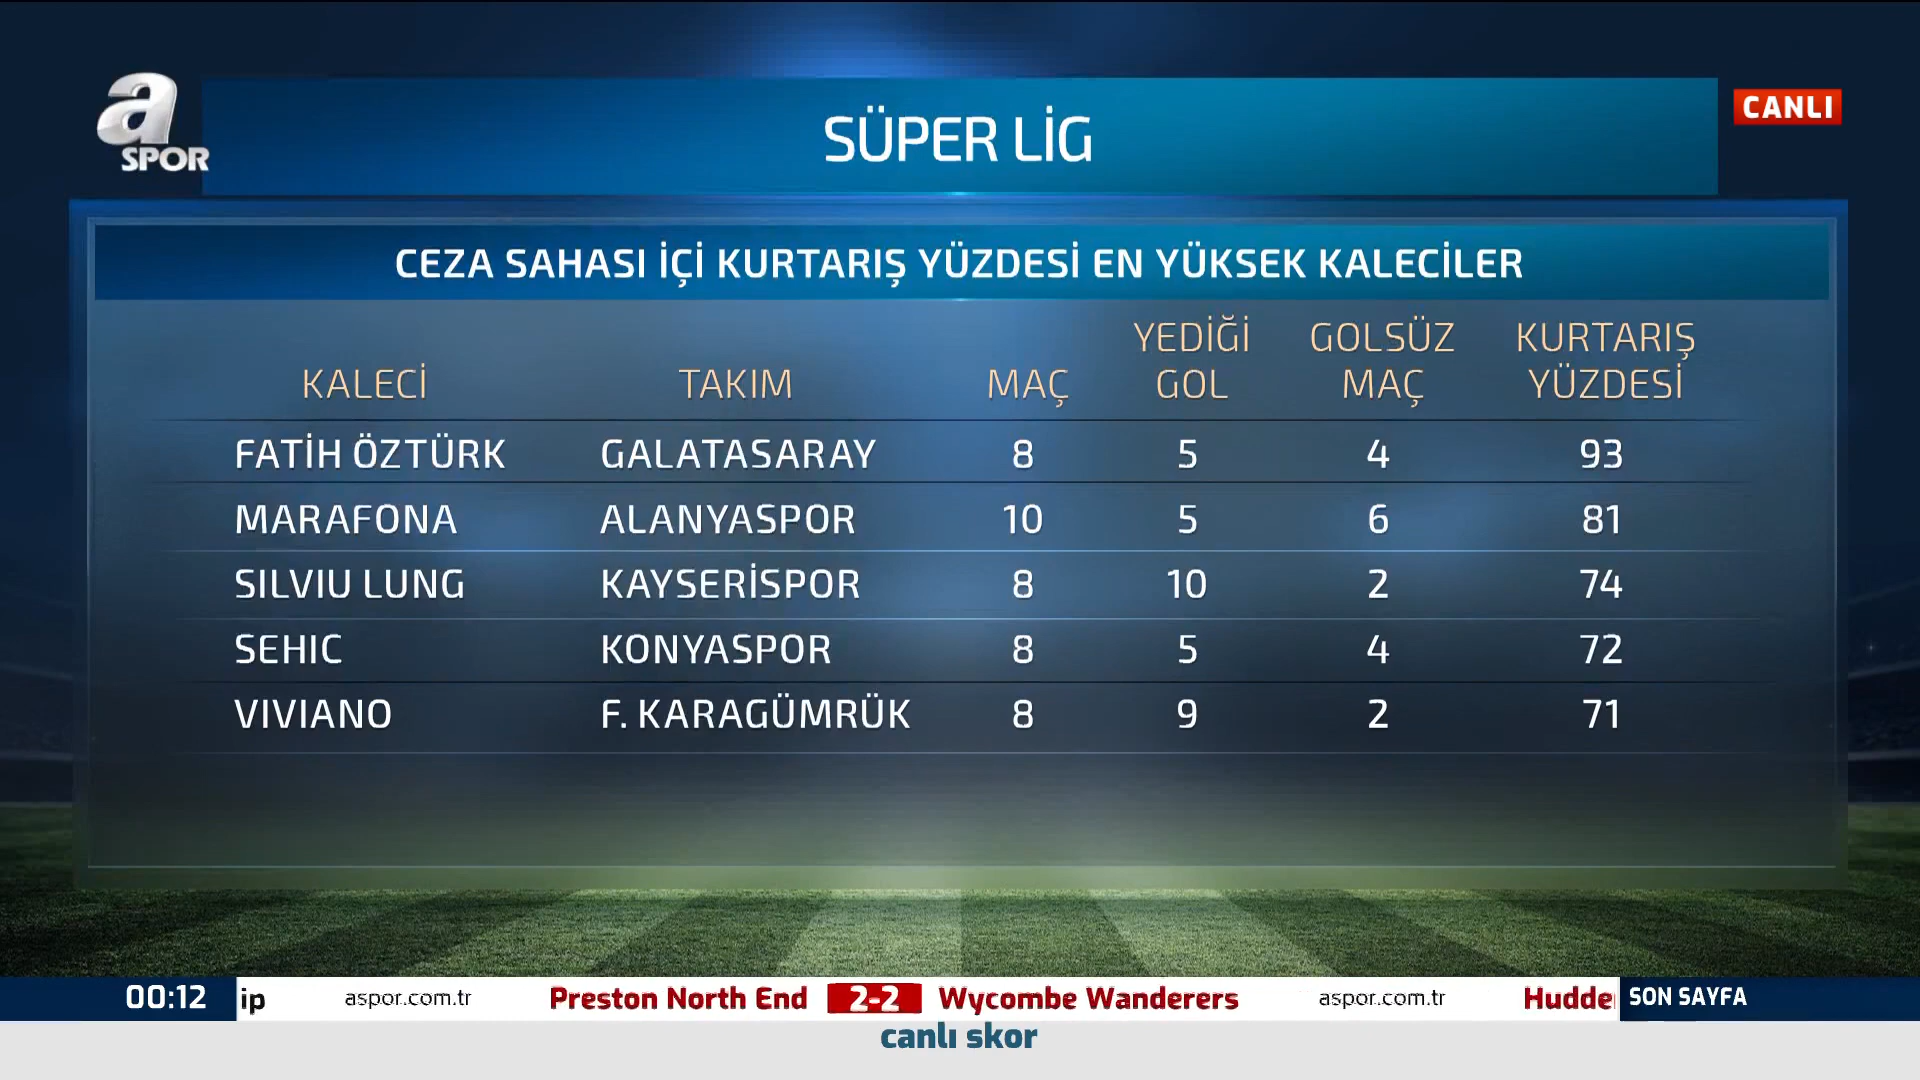 a
SPOR
SÜPER LİG
CANLI
CEZA SAHASI İÇİ KURTARIŞ YÜZDESİ EN YÜKSEK KALECİLER
KALECİ TAKIM MAÇ YEDİĞİ GOL GOLSÜZ MAÇ KURTARIŞ YÜZDESİ
FATİH ÖZTÜRK GALATASARAY 8 5 4 93
MARAFONA ALANYASPOR 10 5 6 81
SILVIU LUNG KAYSERİSPOR 8 10 2 74
SEHIC KONYASPOR 8 5 4 72
VIVIANO F. KARAGÜMRÜK 8 9 2 71
00:12 ip aspor.com.tr Preston North End 2-2 Wycombe Wanderers aspor.com.tr Hudde SON SAYFA
canlı skor